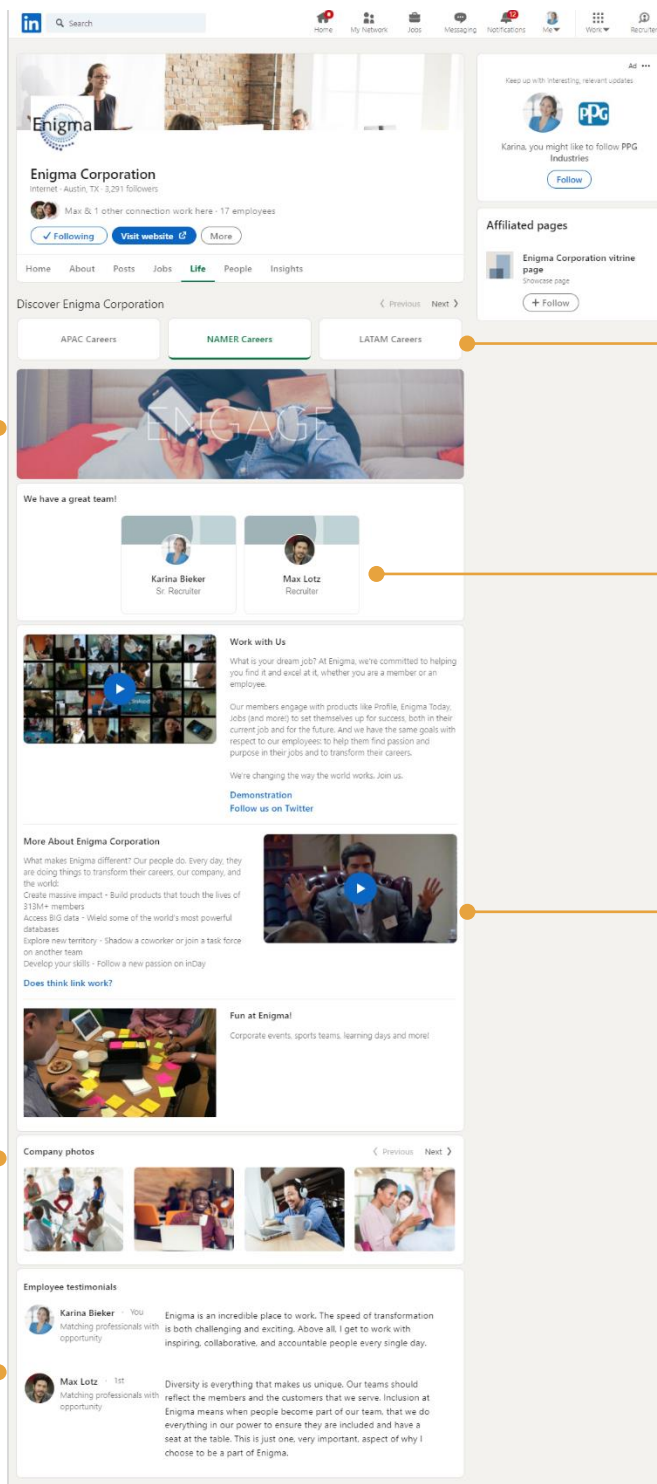 in
Search
Home My Network Jobs Messaging Notifications Me Work Recruiter
12
Enigma
Enigma Corporation
Internet · Austin, TX · 3,291 followers
Max & 1 other connection work here · 17 employees
✓ Following Visit website More
Home About Posts Jobs Life People Insights
Ad •••
Keep up with interesting, relevant updates
PPG
Karina, you might like to follow PPG
Industries
Follow
Affiliated pages
Enigma Corporation vitrine
page
Showcase page
+ Follow
Discover Enigma Corporation
Previous Next
APAC Careers NAMER Careers LATAM Careers
ENGAGE
We have a great team!
Karina Bieker
Sr. Recruiter
Max Lotz
Recruiter
Work with Us
What is your dream job? At Enigma, we're committed to helping
you find it and excel at it, whether you are a member or an
employee.
Our members engage with products like Profile, Enigma Today,
Jobs (and more!) to set themselves up for success, both in their
current job and for the future. And we have the same goals with
respect to our employees: to help them find passion and
purpose in their jobs and to transform their careers.
We're changing the way the world works. Join us.
Demonstration
Follow us on Twitter
More About Enigma Corporation
What makes Enigma different? Our people do. Every day, they
are doing things to transform their careers, our company, and
the world:
Create massive impact - Build products that touch the lives of
313M+ members
Access BIG data - Wield some of the world's most powerful
databases
Explore new territory - Shadow a coworker or join a task force
on another team
Develop your skills - Follow a new passion on inDay
Does think link work?
Fun at Enigma!
Corporate events, sports teams, learning days and more!
Company photos
Previous Next
Employee testimonials
Karina Bieker · You
Matching professionals with
opportunity
Enigma is an incredible place to work. The speed of transformation
is both challenging and exciting. Above all, I get to work with
inspiring, collaborative, and accountable people every single day.
Max Lotz · 1st
Matching professionals with
opportunity
Diversity is everything that makes us unique. Our teams should
reflect the members and the customers that we serve. Inclusion at
Enigma means when people become part of our team, that we do
everything in our power to ensure they are included and have a
seat at the table. This is just one, very important, aspect of why I
choose to be a part of Enigma.